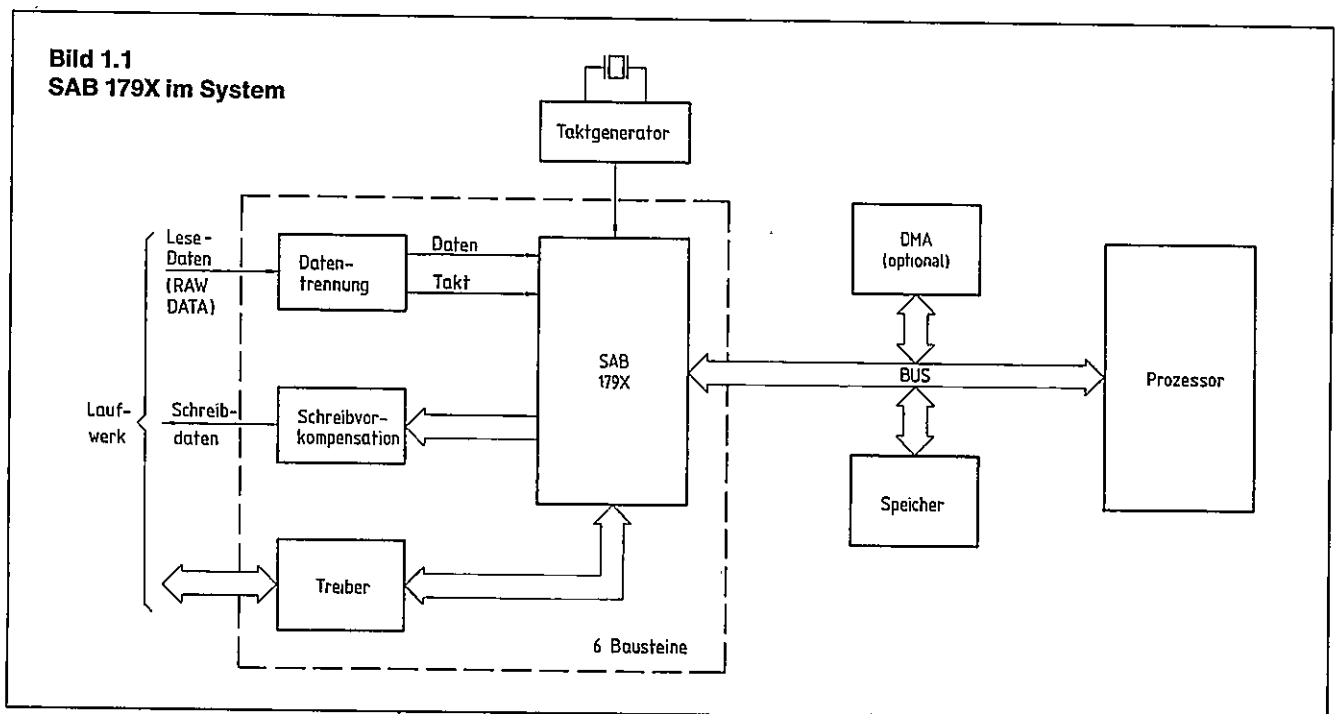 Bild 1.1
SAB 179X im System
Taktgenerator
Lese-
Daten
(RAW
DATA)
Daten-
trennung
Daten
Takt
SAB
179X
DMA
(optional)
BUS
Prozessor
Lauf-
werk
Schreib-
daten
Schreibvor-
kompensation
Speicher
Treiber
6 Bausteine